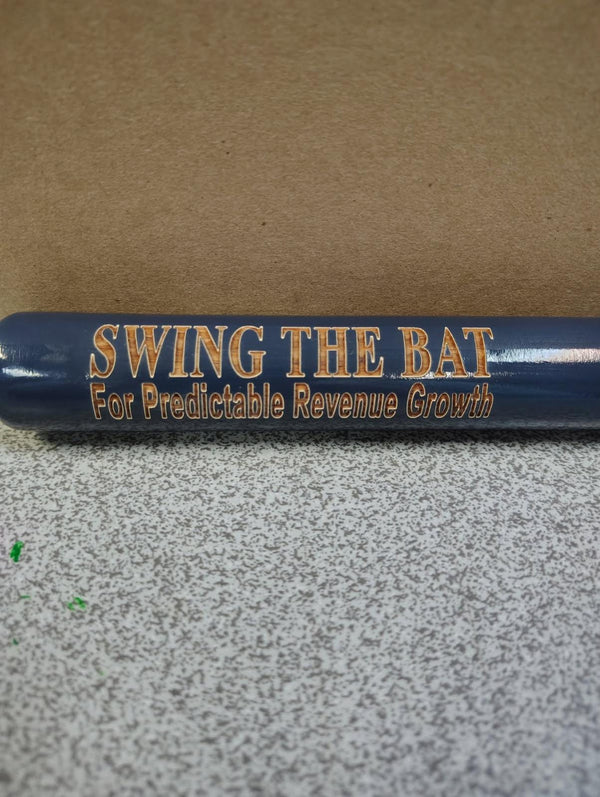 SWING THE BAT
For Predictable Revenue Growth